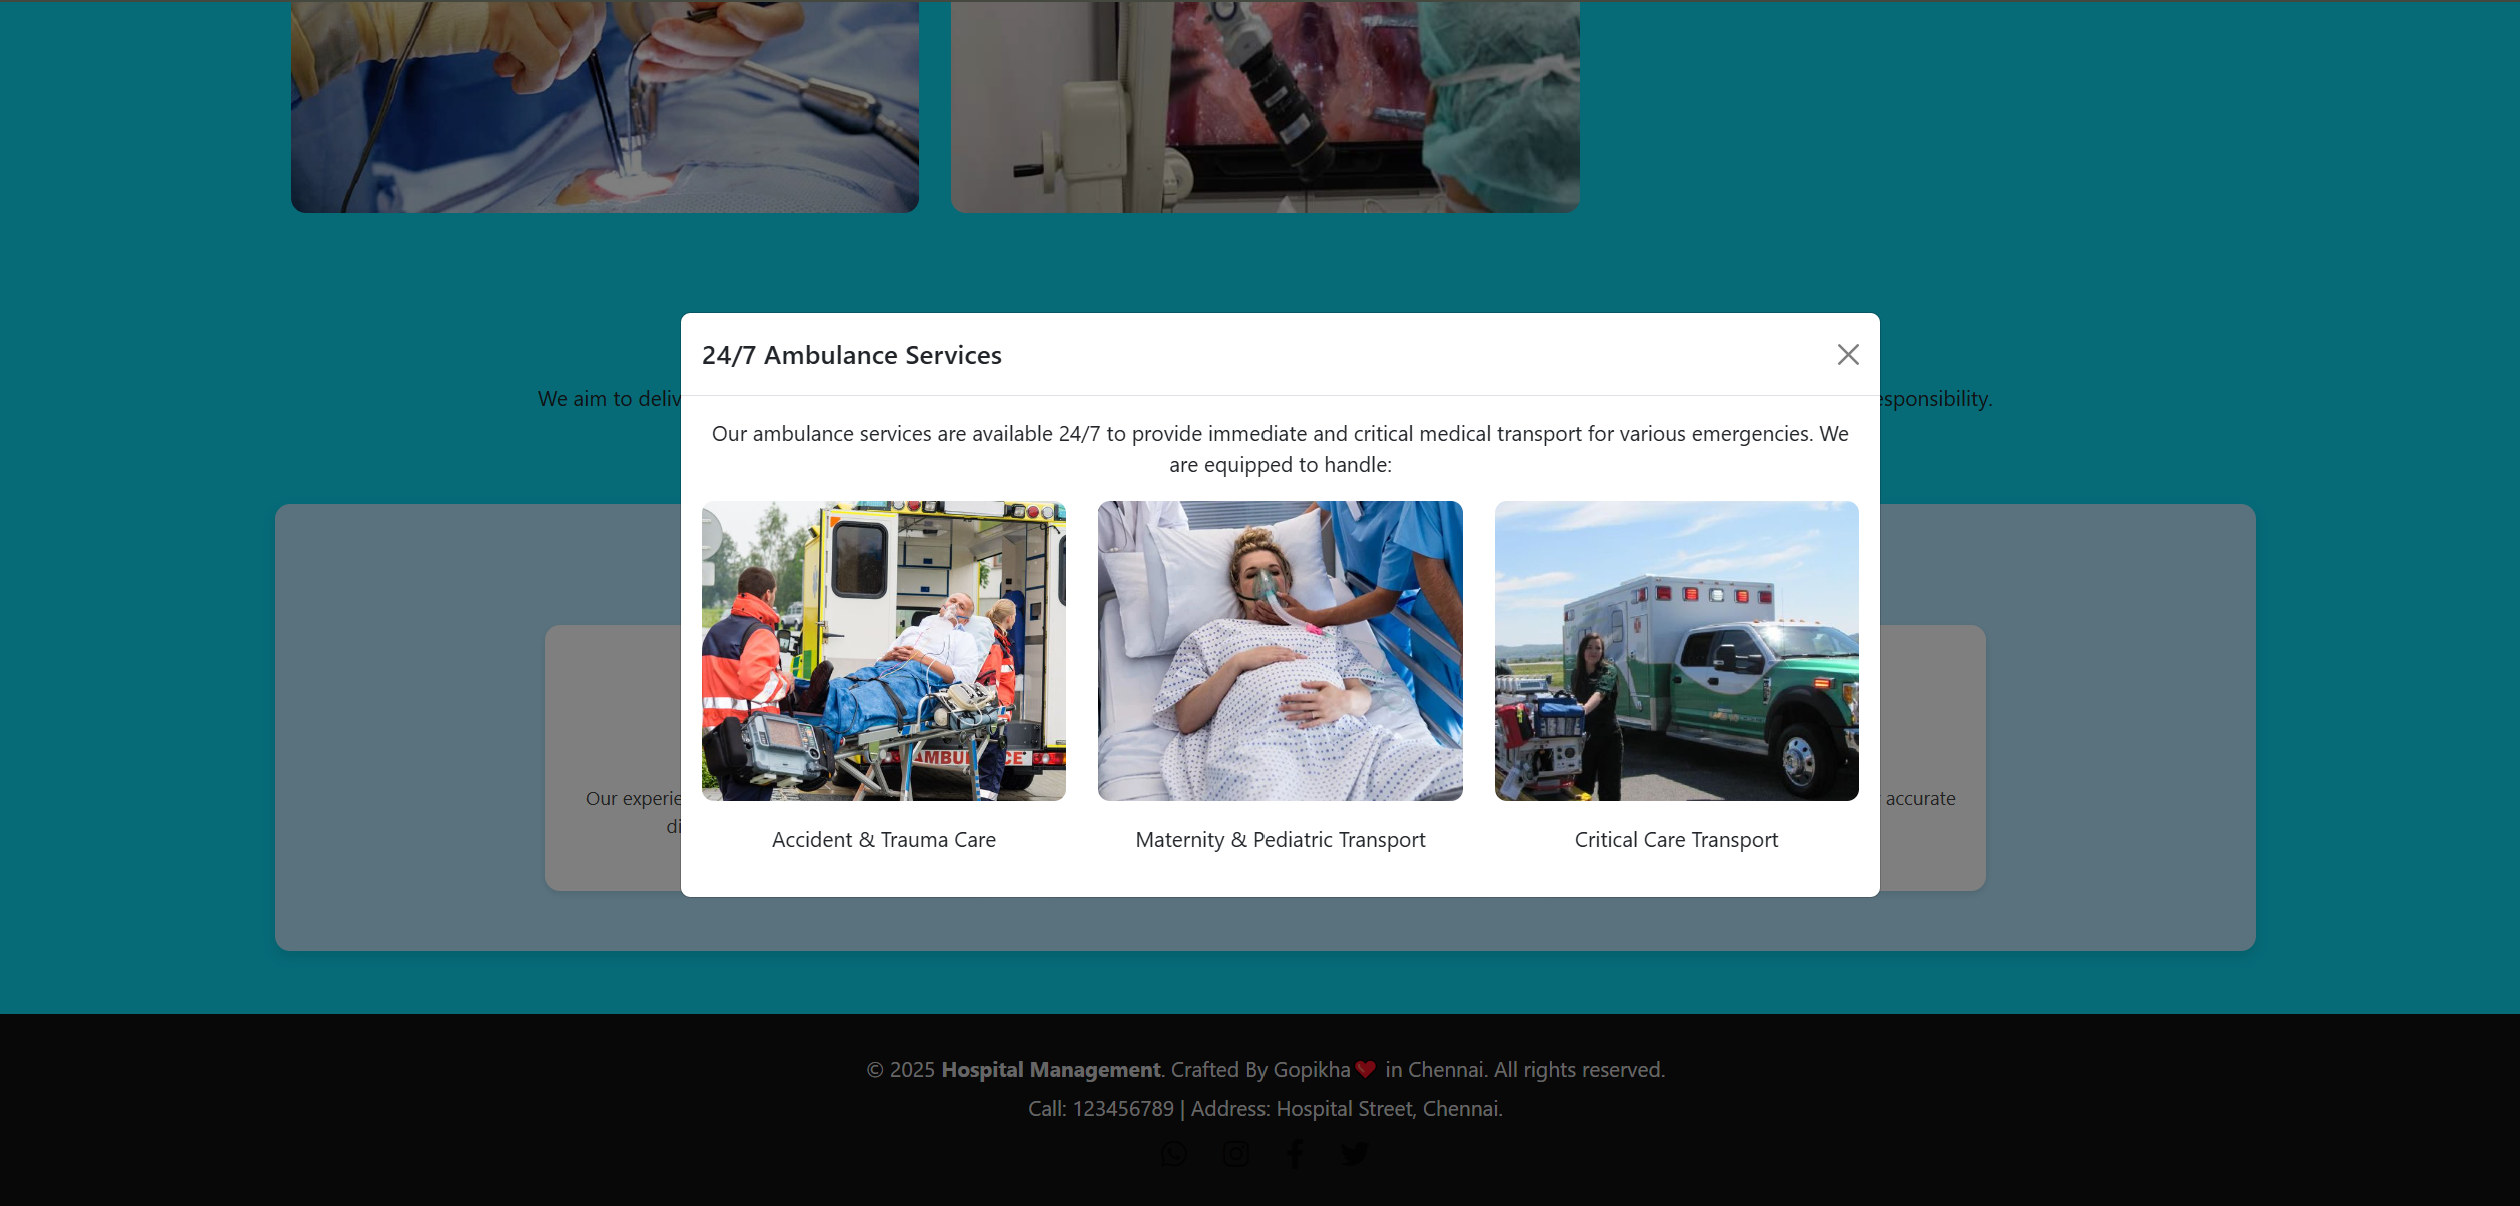 24/7 Ambulance Services
We aim to deliv
esponsibility.
Our ambulance services are available 24/7 to provide immediate and critical medical transport for various emergencies. We
are equipped to handle:
AMBU CE
Accident & Trauma Care
Maternity & Pediatric Transport
Critical Care Transport
Our experie
di
accurate
© 2025 Hospital Management. Crafted By Gopikha❤ in Chennai. All rights reserved.
Call: 123456789 | Address: Hospital Street, Chennai.